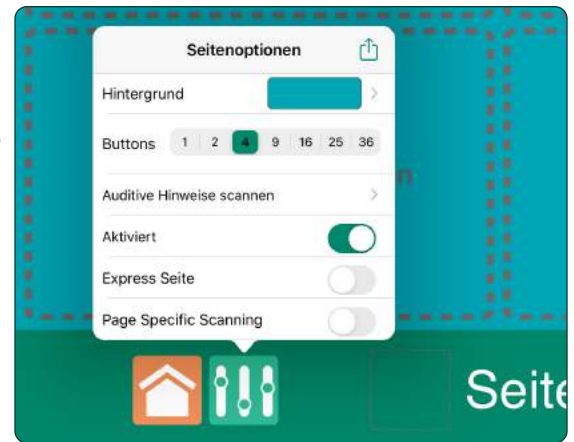 Seitenoptionen
Hintergrund
Buttons 1 2 4 9 16 25 36
Auditive Hinweise scannen
Aktiviert
Express Seite
Page Specific Scanning